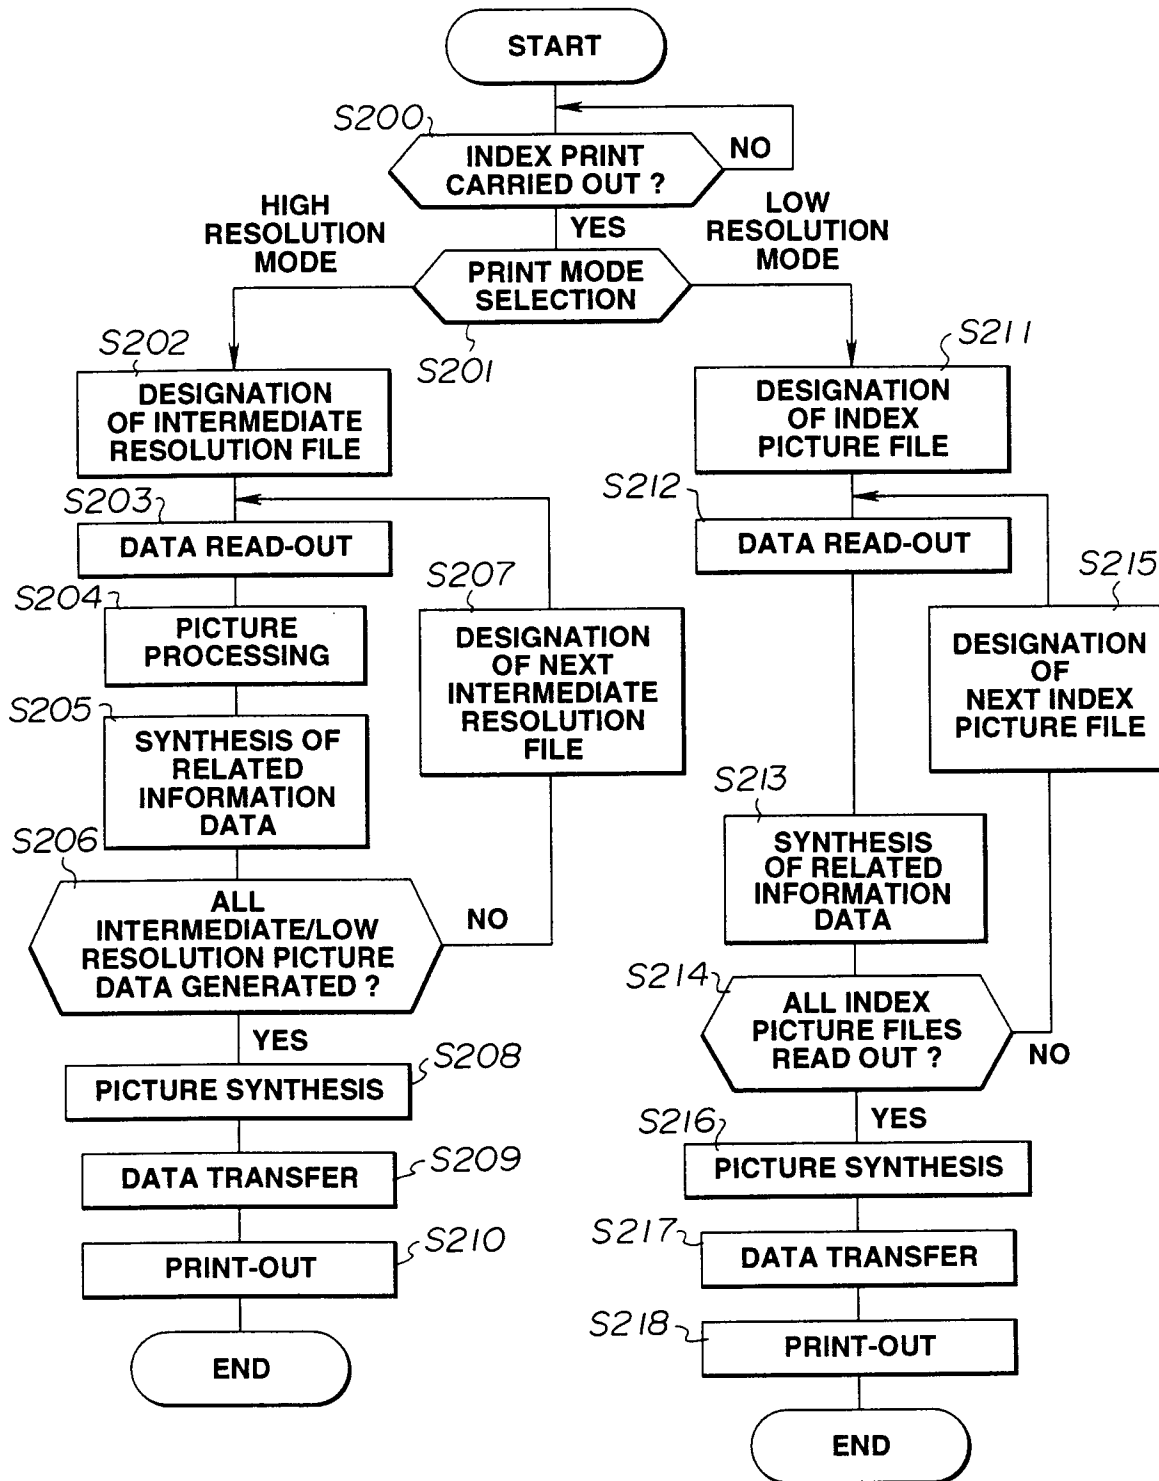 START
S200
INDEX PRINT
CARRIED OUT ?
NO
YES
HIGH
RESOLUTION
MODE
LOW
RESOLUTION
MODE
PRINT MODE
SELECTION
S201
S202
DESIGNATION
OF INTERMEDIATE
RESOLUTION FILE
S203
DATA READ-OUT
S204
PICTURE
PROCESSING
S205
SYNTHESIS OF
RELATED
INFORMATION
DATA
S206
ALL
INTERMEDIATE/LOW
RESOLUTION PICTURE
DATA GENERATED ?
NO
YES
S207
DESIGNATION
OF NEXT
INTERMEDIATE
RESOLUTION
FILE
S208
PICTURE SYNTHESIS
S209
DATA TRANSFER
S210
PRINT-OUT
END
S211
DESIGNATION
OF INDEX
PICTURE FILE
S212
DATA READ-OUT
S215
DESIGNATION
OF
NEXT INDEX
PICTURE FILE
S213
SYNTHESIS
OF RELATED
INFORMATION
DATA
S214
ALL INDEX
PICTURE FILES
READ OUT ?
NO
YES
S216
PICTURE SYNTHESIS
S217
DATA TRANSFER
S218
PRINT-OUT
END